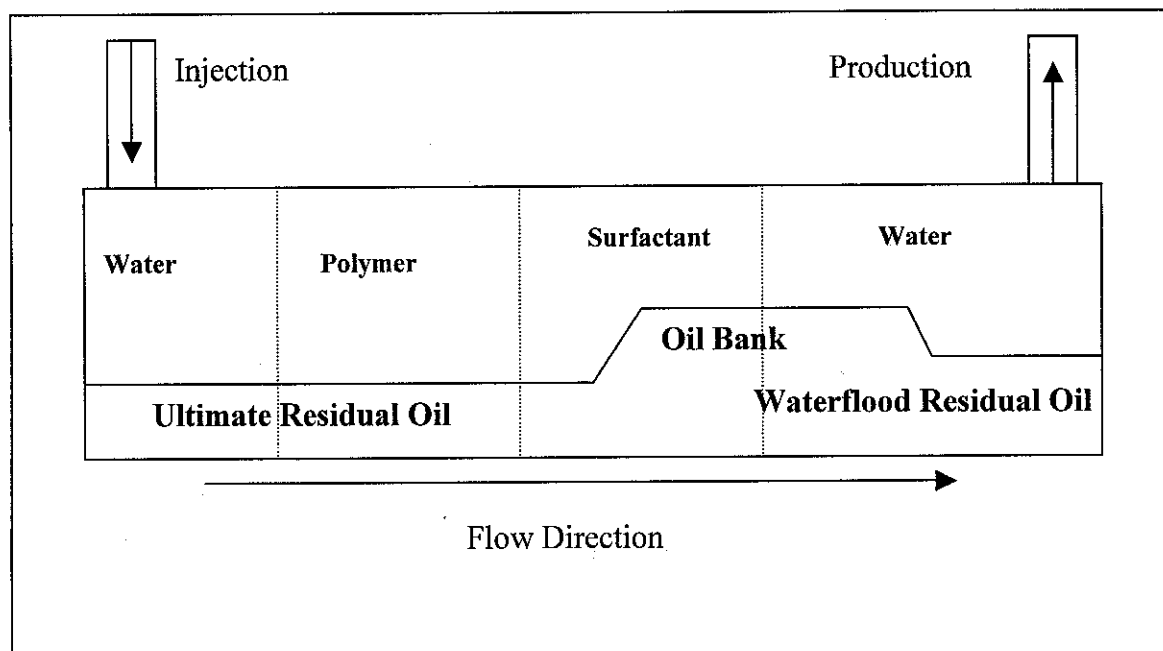 Injection
Production
Water
Polymer
Surfactant
Water
Oil Bank
Ultimate Residual Oil
Waterflood Residual Oil
Flow Direction